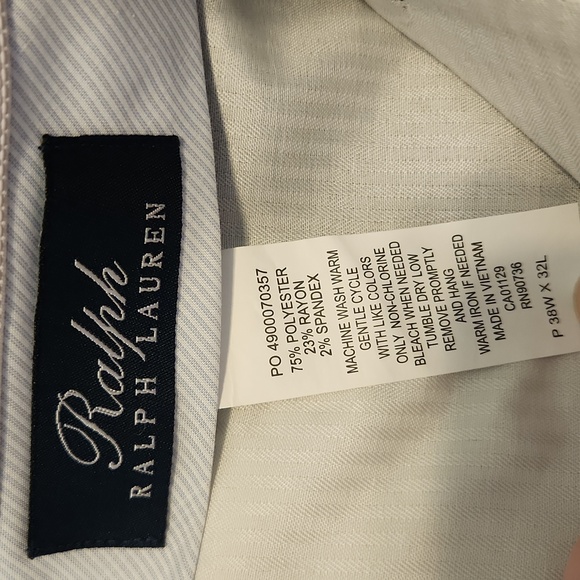 Ralph
RALPH LAUREN
PO 4900070357
75% POLYESTER
23% RAYON
2% SPANDEX
MACHINE WASH WARM
GENTLE CYCLE
WITH LIKE COLORS
ONLY NON-CHLORINE
BLEACH WHEN NEEDED
TUMBLE DRY LOW
REMOVE PROMPTLY
AND HANG
WARM IRON IF NEEDED
MADE IN VIETNAM
CA01129
RN90736
P 38W X 32L